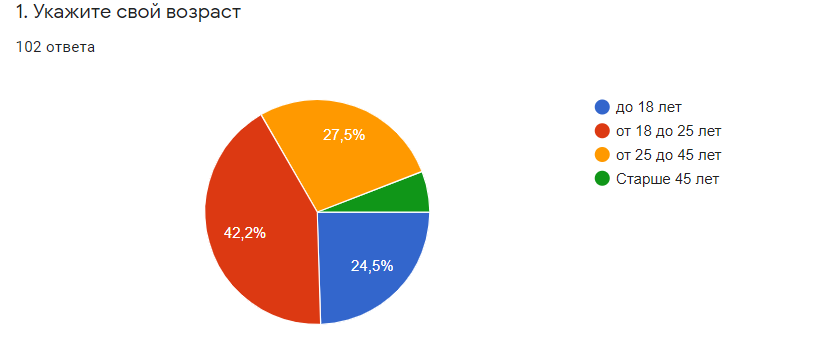 1. Укажите свой возраст
102 ответа
27,5%
42,2%
24,5%
до 18 лет
от 18 до 25 лет
от 25 до 45 лет
Старше 45 лет